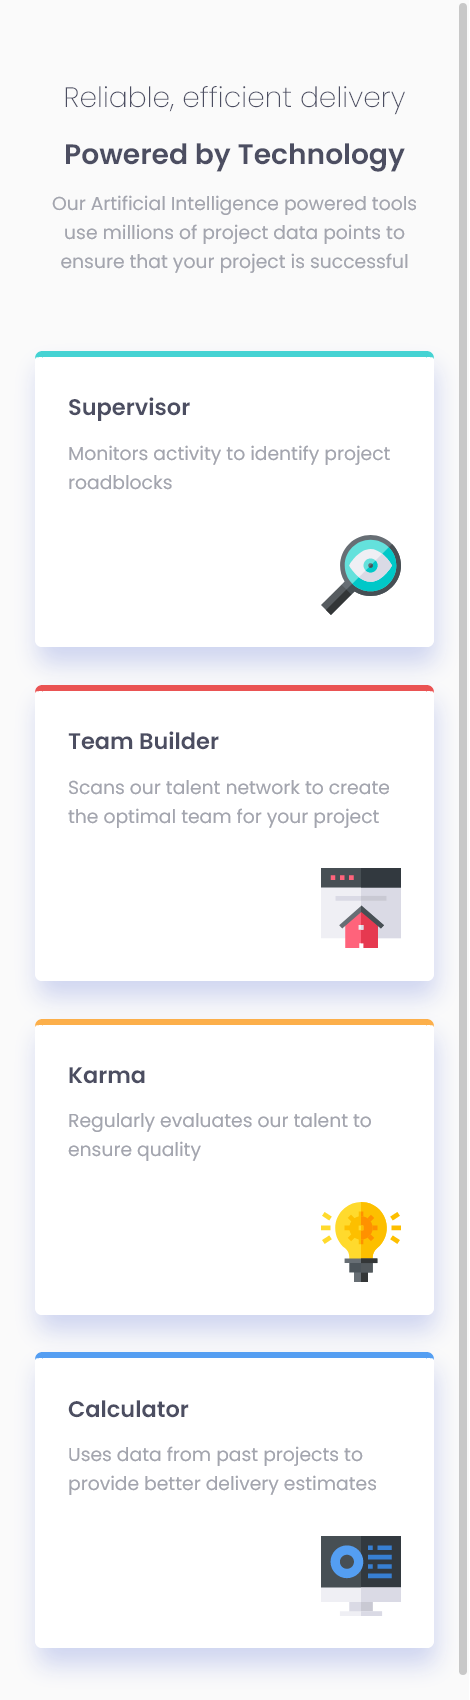 Reliable, efficient delivery
Powered by Technology
Our Artificial Intelligence powered tools
use millions of project data points to
ensure that your project is successful
Supervisor
Monitors activity to identify project
roadblocks
Team Builder
Scans our talent network to create
the optimal team for your project
Karma
Regularly evaluates our talent to
ensure quality
Calculator
Uses data from past projects to
provide better delivery estimates